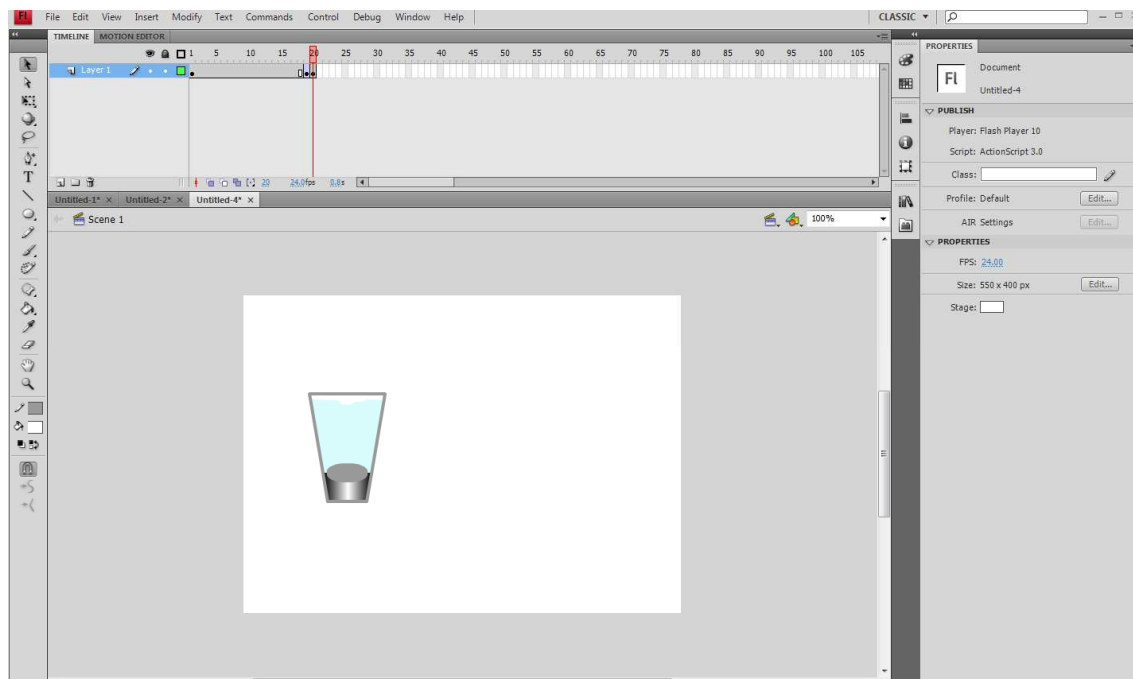 FL File Edit View Insert Modify Text Commands Control Debug Window Help CLASSIC
TIMELINE MOTION EDITOR
1 5 10 15 20 25 30 35 40 45 50 55 60 65 70 75 80 85 90 95 100 105
Layer 1
20 24.0fps 0.8s
Untitled-1* × Untitled-2* × Untitled-4* ×
Scene 1 100%
T
PROPERTIES
FL
Document
Untitled-4
PUBLISH
Player: Flash Player 10
Script: ActionScript 3.0
Class:
Profile: Default Edit...
AIR Settings Edit...
PROPERTIES
FPS: 24.00
Size: 550 x 400 px Edit...
Stage: